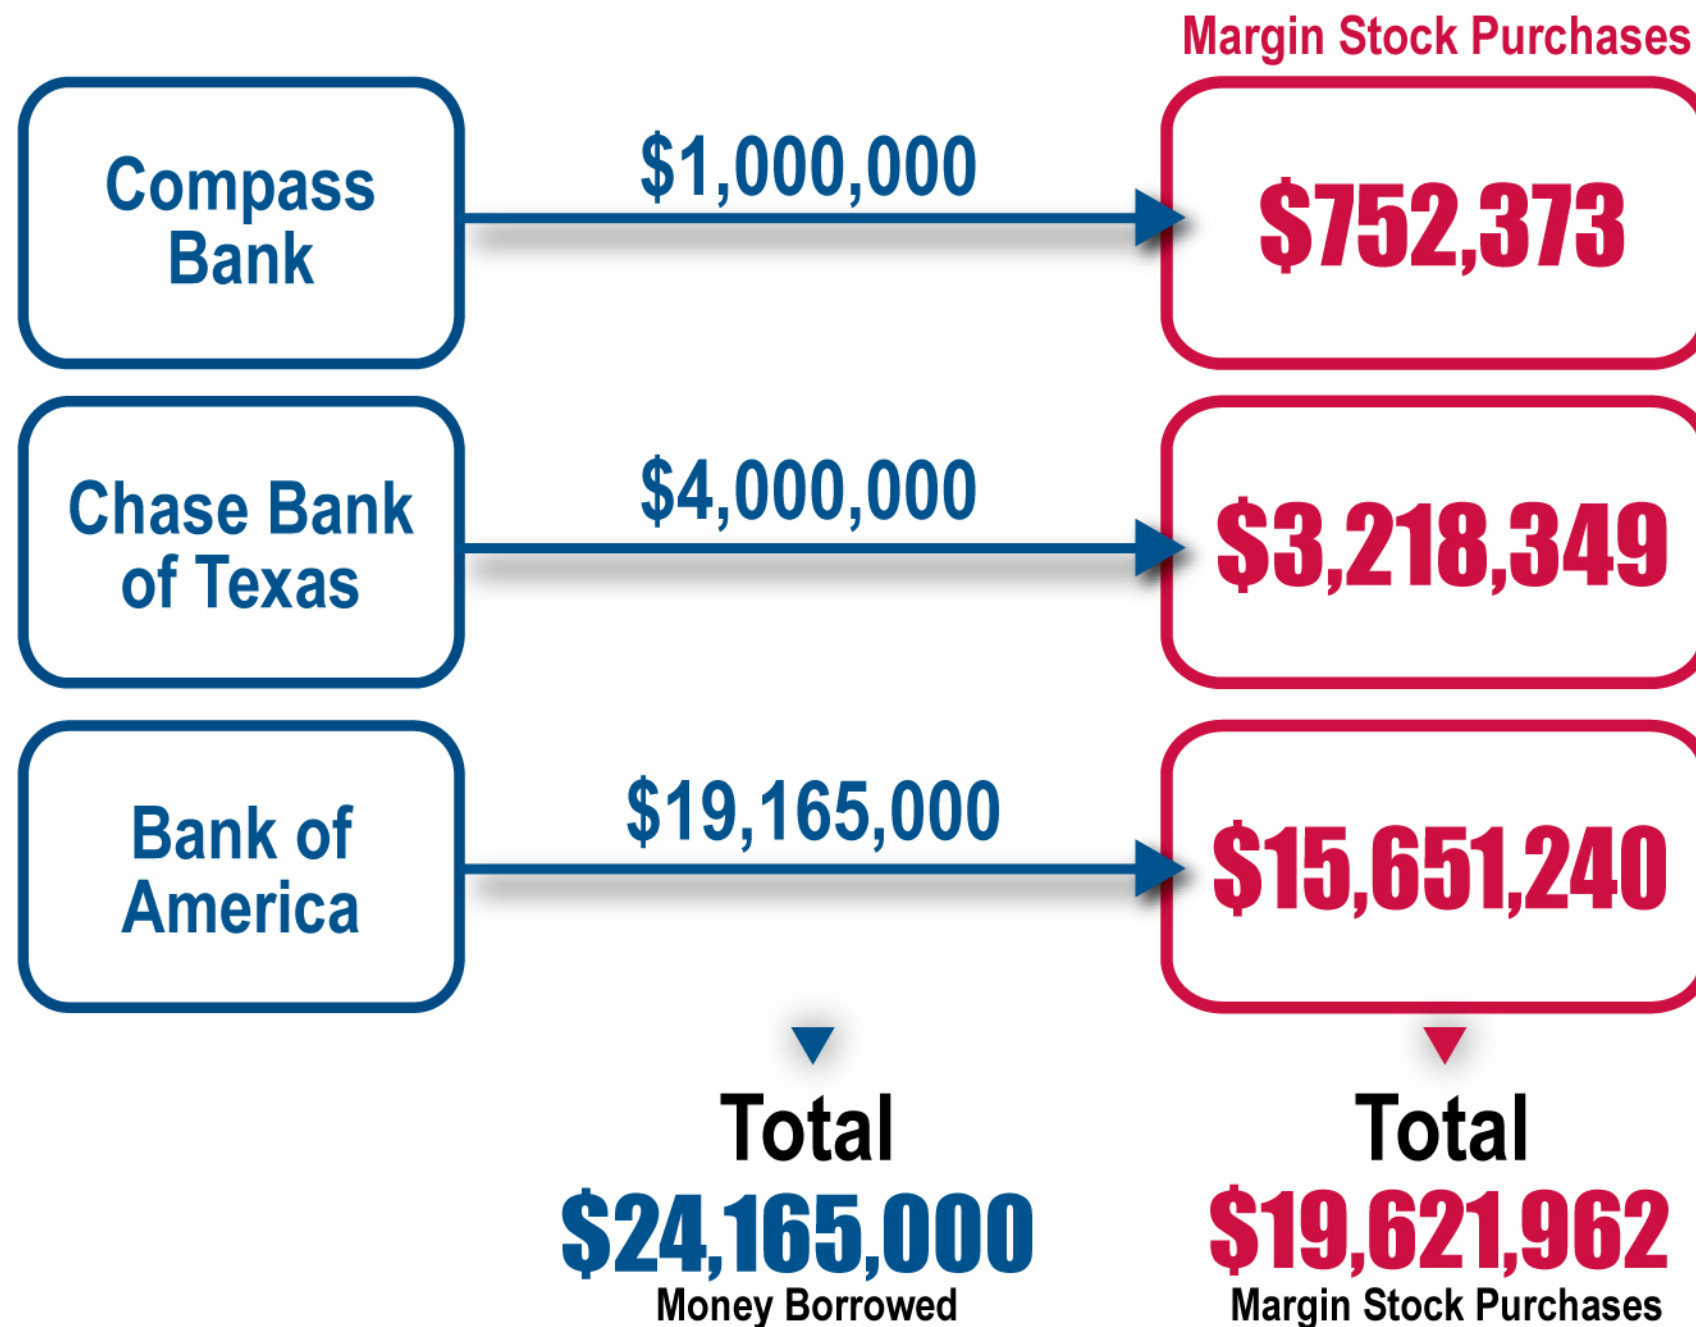 Margin Stock Purchases
Compass
Bank
$1,000,000
$752,373
Chase Bank
of Texas
$4,000,000
$3,218,349
Bank of
America
$19,165,000
$15,651,240
Total
$24,165,000
Money Borrowed
Total
$19,621,962
Margin Stock Purchases